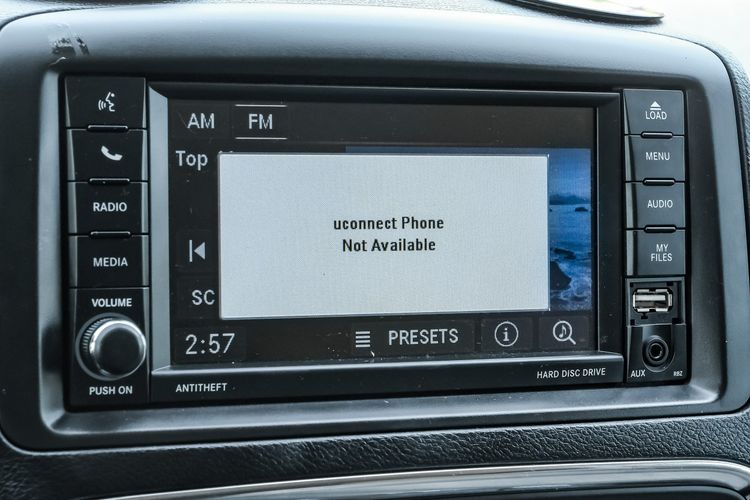 AM FM
Top
uconnect Phone
Not Available
SC
2:57 PRESETS
RADIO
MEDIA
VOLUME
PUSH ON
ANTITHEFT
HARD DISC DRIVE
LOAD
MENU
AUDIO
MY
FILES
AUX
RBZ